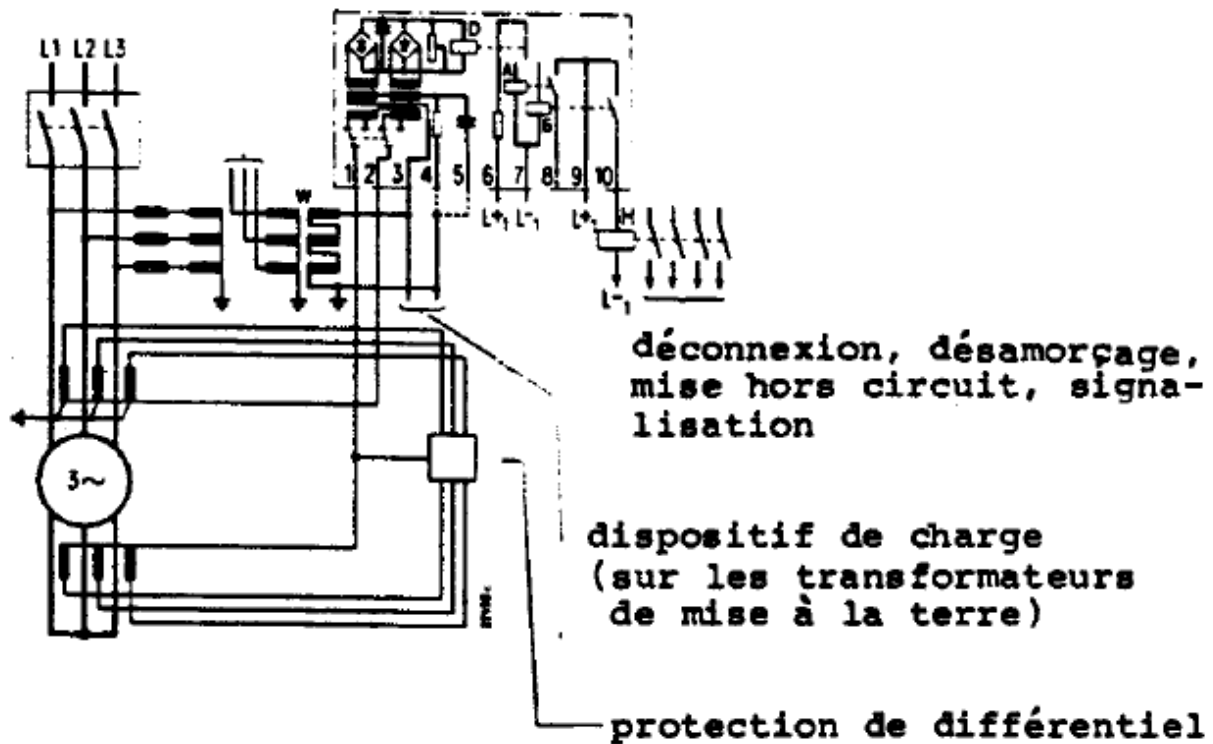 L1 L2 L3
D
A
W
1 2 3 4 5 6 7 8 9 10
L+₁ L-₁ L+₁ H
L-₁
déconnexion, désamorçage,
mise hors circuit, signa-
lisation
3~
dispositif de charge
(sur les transformateurs
de mise à la terre)
protection de différentiel